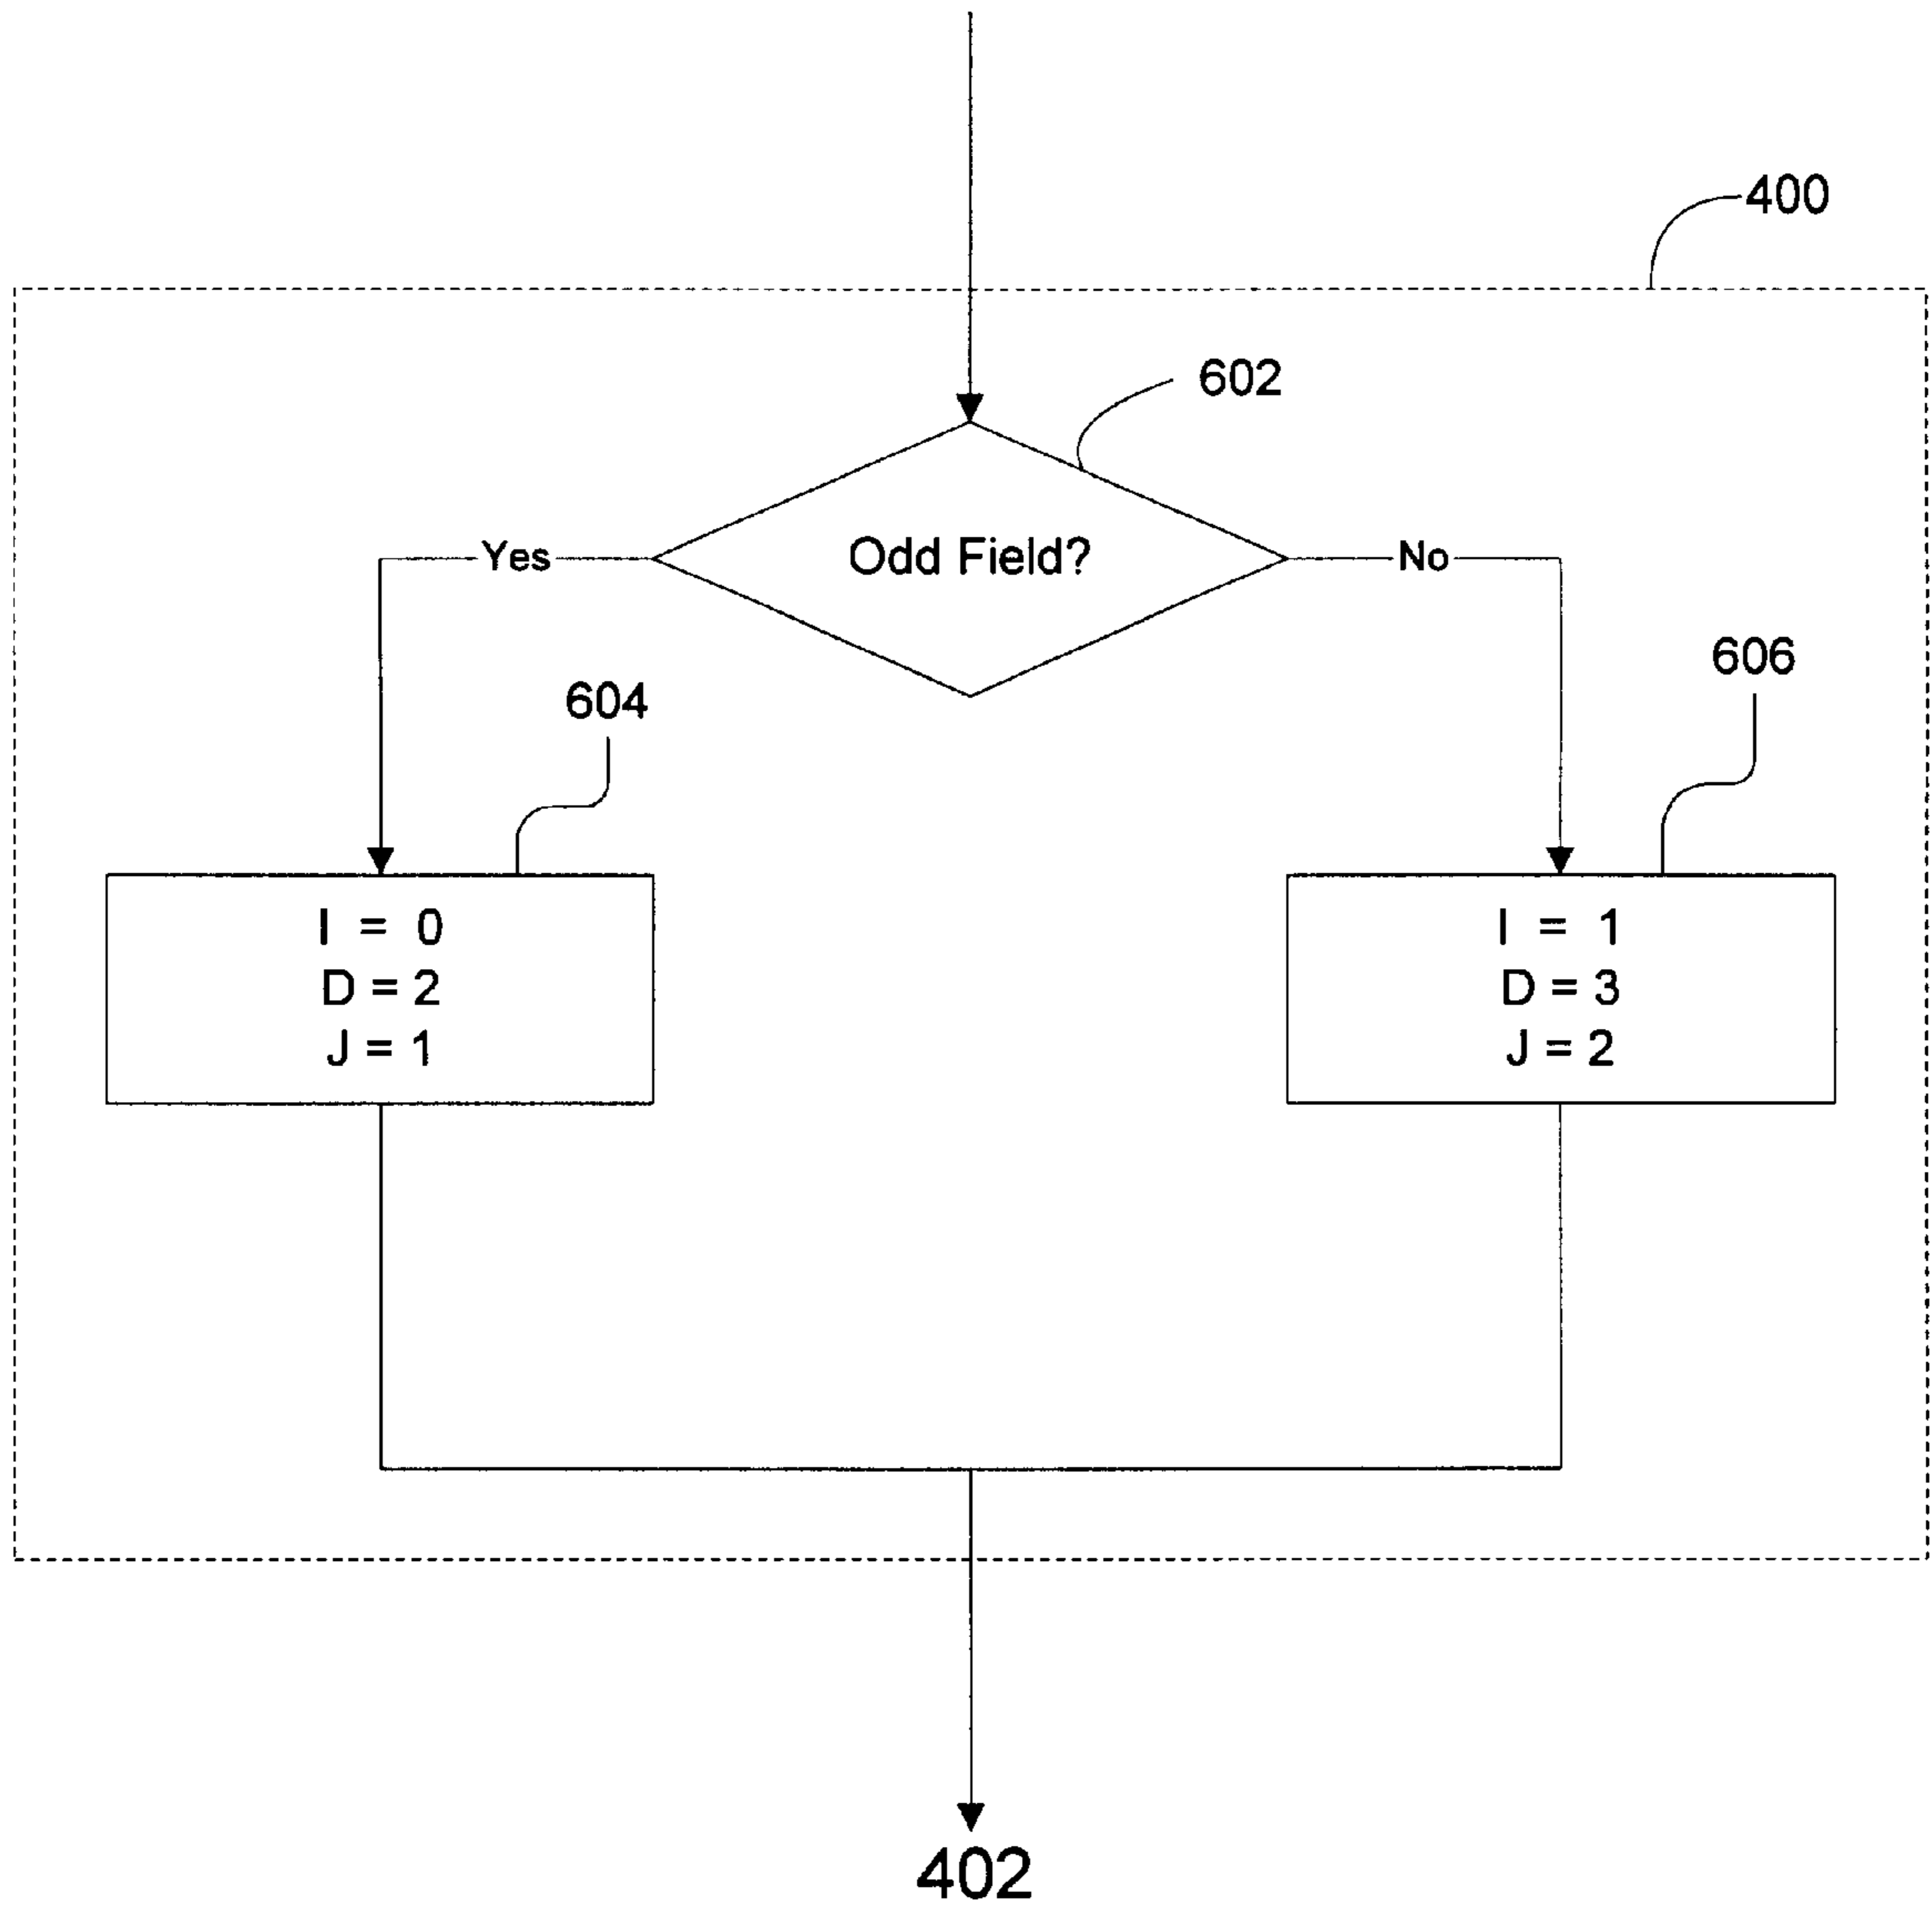 400
602
Yes
Odd Field?
No
606
604
I = 0
D = 2
J = 1
I = 1
D = 3
J = 2
402